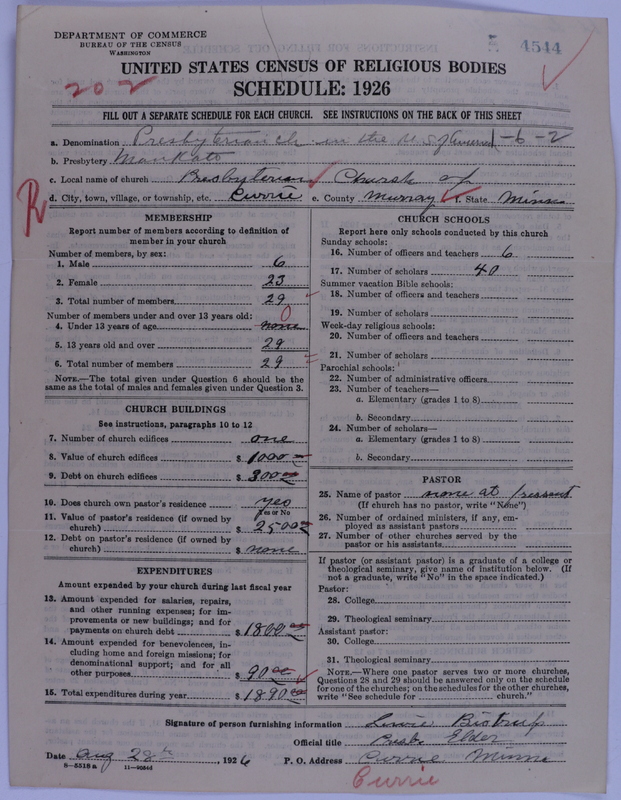 DEPARTMENT OF COMMERCE
BUREAU OF THE CENSUS
WASHINGTON
4544
UNITED STATES CENSUS OF RELIGIOUS BODIES
202
SCHEDULE: 1926
FILL OUT A SEPARATE SCHEDULE FOR EACH CHURCH. SEE INSTRUCTIONS ON THE BACK OF THIS SHEET
a. Denomination Presbyterian ch in the U. S. of America 1-6-2
b. Presbytery Mankato
c. Local name of church Presbyterian Church of
d. City, town, village, or township, etc. Currie e. County Murray f. State Minn
MEMBERSHIP
Report number of members according to definition of member in your church
Number of members, by sex:
1. Male 6
2. Female 23
3. Total number of members 29
Number of members under and over 13 years old: 0
4. Under 13 years of age none
5. 13 years old and over 29
6. Total number of members 29
NOTE.—The total given under Question 6 should be the same as the total of males and females given under Question 3.
CHURCH BUILDINGS
See instructions, paragraphs 10 to 12
7. Number of church edifices one
8. Value of church edifices $ 1000
9. Debt on church edifices $ 300
10. Does church own pastor's residence yes
Yes or No
11. Value of pastor's residence (if owned by church) $ 2500
12. Debt on pastor's residence (if owned by church) $ none
EXPENDITURES
Amount expended by your church during last fiscal year
13. Amount expended for salaries, repairs, and other running expenses; for improvements or new buildings; and for payments on church debt $ 1800
14. Amount expended for benevolences, including home and foreign missions; for denominational support; and for all other purposes $ 90 00
15. Total expenditures during year $ 1890 00
CHURCH SCHOOLS
Report here only schools conducted by this church
Sunday schools:
16. Number of officers and teachers 6
17. Number of scholars 40
Summer vacation Bible schools:
18. Number of officers and teachers
19. Number of scholars
Week-day religious schools:
20. Number of officers and teachers
21. Number of scholars
Parochial schools:
22. Number of administrative officers
23. Number of teachers—
a. Elementary (grades 1 to 8)
b. Secondary
24. Number of scholars—
a. Elementary (grades 1 to 8)
b. Secondary
PASTOR
25. Name of pastor none at pressent
(If church has no pastor, write "None")
26. Number of ordained ministers, if any, employed as assistant pastors
27. Number of other churches served by the pastor or his assistants
If pastor (or assistant pastor) is a graduate of a college or theological seminary, give name of institution below. (If not a graduate, write "No" in the space indicated.)
Pastor:
28. College
29. Theological seminary
Assistant pastor:
30. College
31. Theological seminary
NOTE.—Where one pastor serves two or more churches, Questions 28 and 29 should be answered only on the schedule for one of the churches; on the schedules for the other churches, write "See schedule for church."
Signature of person furnishing information Bistrup
Official title Presb. Elder
Date Aug 28th, 1926 P. O. Address Currie Minn
8-5518 a
Currie